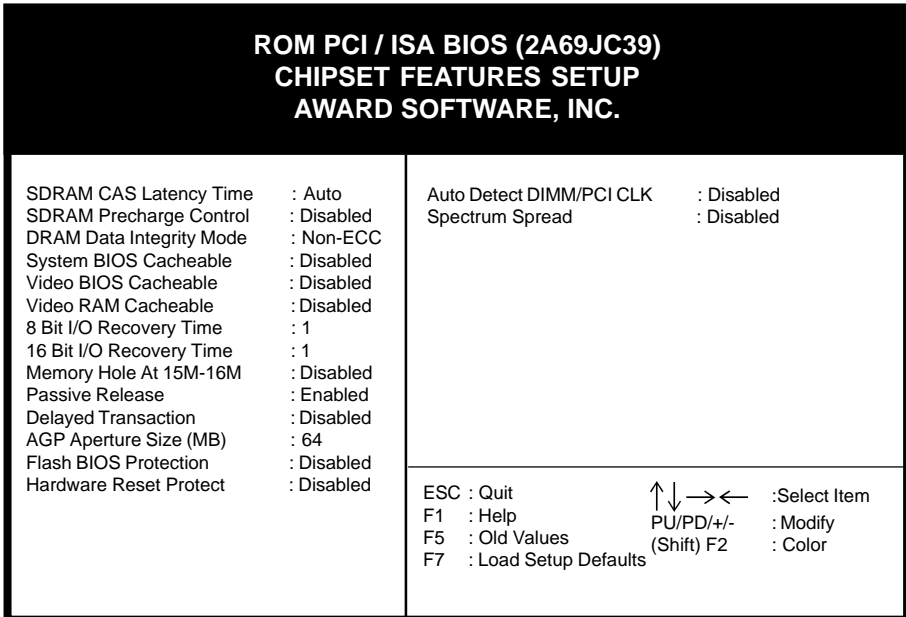 ROM PCI / ISA BIOS (2A69JC39)
CHIPSET FEATURES SETUP
AWARD SOFTWARE, INC.
SDRAM CAS Latency Time : Auto
SDRAM Precharge Control : Disabled
DRAM Data Integrity Mode : Non-ECC
System BIOS Cacheable : Disabled
Video BIOS Cacheable : Disabled
Video RAM Cacheable : Disabled
8 Bit I/O Recovery Time : 1
16 Bit I/O Recovery Time : 1
Memory Hole At 15M-16M : Disabled
Passive Release : Enabled
Delayed Transaction : Disabled
AGP Aperture Size (MB) : 64
Flash BIOS Protection : Disabled
Hardware Reset Protect : Disabled
Auto Detect DIMM/PCI CLK : Disabled
Spectrum Spread : Disabled
ESC : Quit ↑↓→← :Select Item
F1 : Help PU/PD/+/- : Modify
F5 : Old Values (Shift) F2 : Color
F7 : Load Setup Defaults